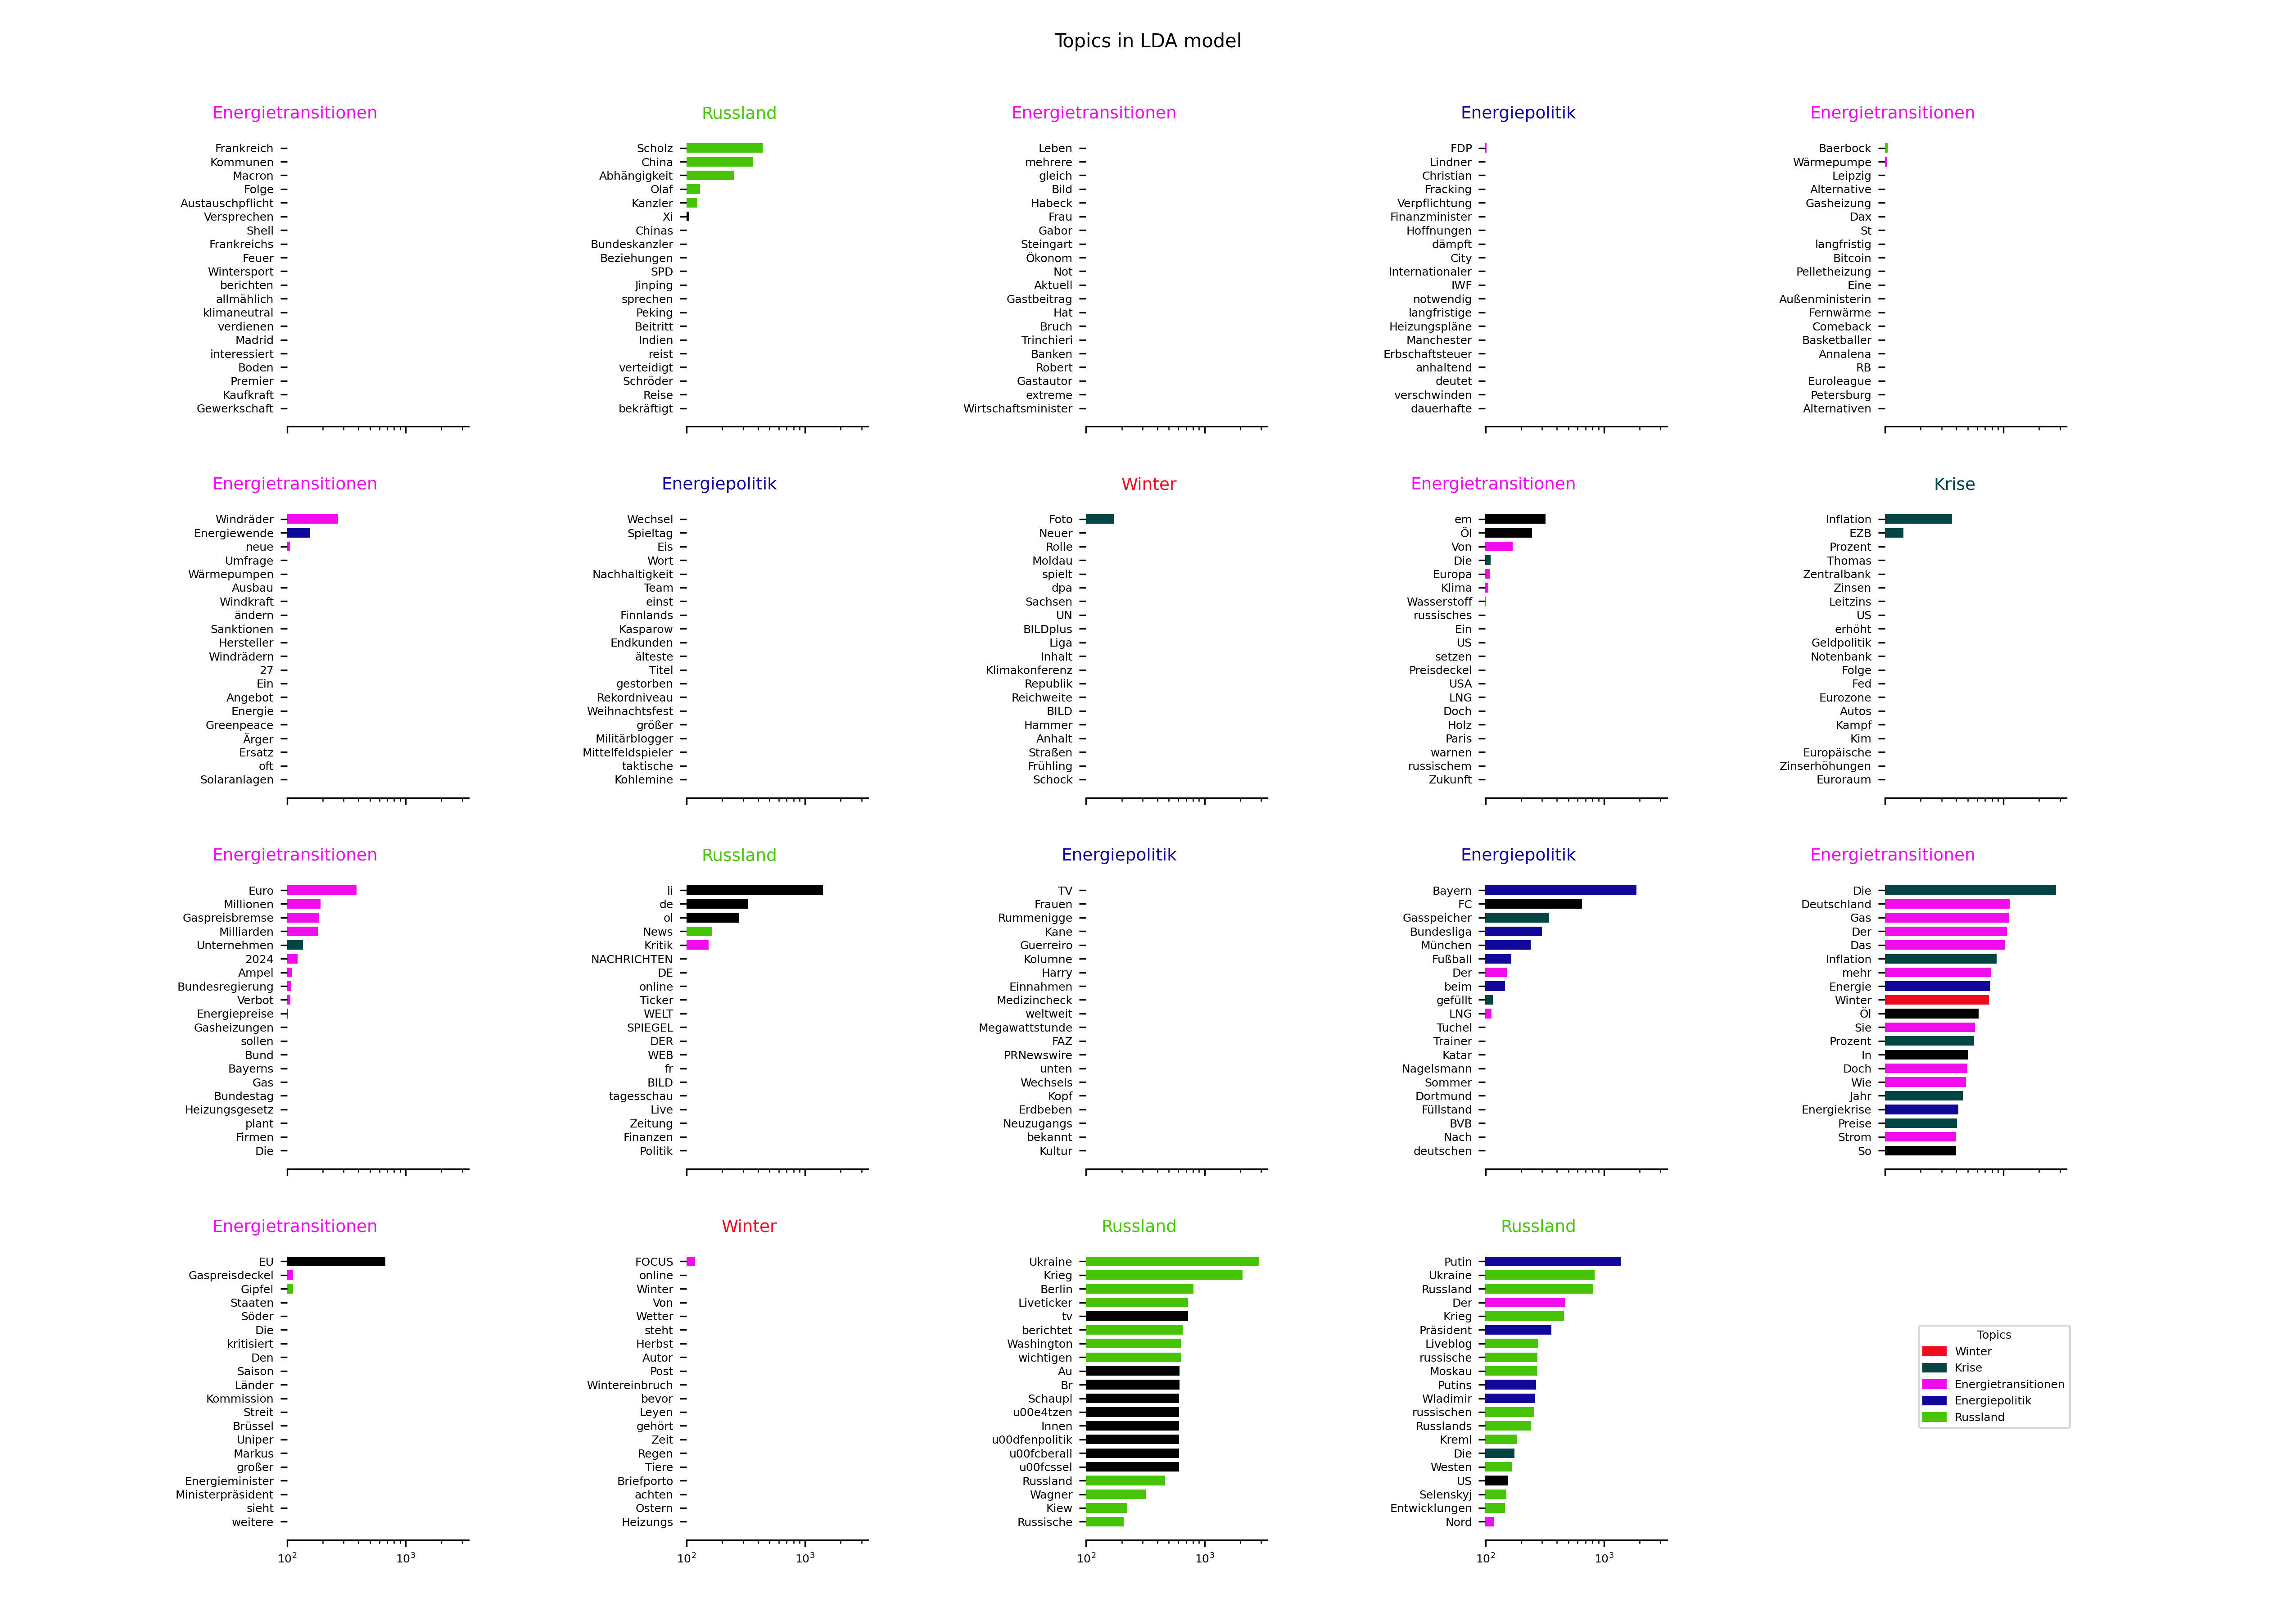 Topics in LDA model
Energietransitionen
Frankreich
Kommunen
Macron
Folge
Austauschpflicht
Versprechen
Shell
Frankreichs
Feuer
Wintersport
berichten
allmählich
klimaneutral
verdienen
Madrid
interessiert
Boden
Premier
Kaufkraft
Gewerkschaft
Russland
Scholz
China
Abhängigkeit
Olaf
Kanzler
Xi
Chinas
Bundeskanzler
Beziehungen
SPD
Jinping
sprechen
Peking
Beitritt
Indien
reist
verteidigt
Schröder
Reise
bekräftigt
Energietransitionen
Leben
mehrere
gleich
Bild
Habeck
Frau
Gabor
Steingart
Ökonom
Not
Aktuell
Gastbeitrag
Hat
Bruch
Trinchieri
Banken
Robert
Gastautor
extreme
Wirtschaftsminister
Energiepolitik
FDP
Lindner
Christian
Fracking
Verpflichtung
Finanzminister
Hoffnungen
dämpft
City
Internationaler
IWF
notwendig
langfristige
Heizungspläne
Manchester
Erbschaftsteuer
anhaltend
deutet
verschwinden
dauerhafte
Energietransitionen
Baerbock
Wärmepumpe
Leipzig
Alternative
Gasheizung
Dax
St
langfristig
Bitcoin
Pelletheizung
Eine
Außenministerin
Fernwärme
Comeback
Basketballer
Annalena
RB
Euroleague
Petersburg
Alternativen
Energietransitionen
Windräder
Energiewende
neue
Umfrage
Wärmepumpen
Ausbau
Windkraft
ändern
Sanktionen
Hersteller
Windrädern
27
Ein
Angebot
Energie
Greenpeace
Ärger
Ersatz
oft
Solaranlagen
Energiepolitik
Wechsel
Spieltag
Eis
Wort
Nachhaltigkeit
Team
einst
Finnlands
Kasparow
Endkunden
älteste
Titel
gestorben
Rekordniveau
Weihnachtsfest
größer
Militärblogger
Mittelfeldspieler
taktische
Kohlemine
Winter
Foto
Neuer
Rolle
Moldau
spielt
dpa
Sachsen
UN
BILDplus
Liga
Inhalt
Klimakonferenz
Republik
Reichweite
BILD
Hammer
Anhalt
Straßen
Frühling
Schock
Energietransitionen
em
Öl
Von
Die
Europa
Klima
Wasserstoff
russisches
Ein
US
setzen
Preisdeckel
USA
LNG
Doch
Holz
Paris
warnen
russischem
Zukunft
Krise
Inflation
EZB
Prozent
Thomas
Zentralbank
Zinsen
Leitzins
US
erhöht
Geldpolitik
Notenbank
Folge
Fed
Eurozone
Autos
Kampf
Kim
Europäische
Zinserhöhungen
Euroraum
Energietransitionen
Euro
Millionen
Gaspreisbremse
Milliarden
Unternehmen
2024
Ampel
Bundesregierung
Verbot
Energiepreise
Gasheizungen
sollen
Bund
Bayerns
Gas
Bundestag
Heizungsgesetz
plant
Firmen
Die
Russland
li
de
ol
News
Kritik
NACHRICHTEN
DE
online
Ticker
WELT
SPIEGEL
DER
WEB
fr
BILD
tagesschau
Live
Zeitung
Finanzen
Politik
Energiepolitik
TV
Frauen
Rummenigge
Kane
Guerreiro
Kolumne
Harry
Einnahmen
Medizincheck
weltweit
Megawattstunde
FAZ
PRNewswire
unten
Wechsels
Kopf
Erdbeben
Neuzugangs
bekannt
Kultur
Energiepolitik
Bayern
FC
Gasspeicher
Bundesliga
München
Fußball
Der
beim
gefüllt
LNG
Tuchel
Trainer
Katar
Nagelsmann
Sommer
Dortmund
Füllstand
BVB
Nach
deutschen
Energietransitionen
Die
Deutschland
Gas
Der
Das
Inflation
mehr
Energie
Winter
Öl
Sie
Prozent
In
Doch
Wie
Jahr
Energiekrise
Preise
Strom
So
Energietransitionen
EU
Gaspreisdeckel
Gipfel
Staaten
Söder
Die
kritisiert
Den
Saison
Länder
Kommission
Streit
Brüssel
Uniper
Markus
großer
Energieminister
Ministerpräsident
sieht
weitere
10² 10³
Winter
FOCUS
online
Winter
Von
Wetter
steht
Herbst
Autor
Post
Wintereinbruch
bevor
Leyen
gehört
Zeit
Regen
Tiere
Briefporto
achten
Ostern
Heizungs
10² 10³
Russland
Ukraine
Krieg
Berlin
Liveticker
tv
berichtet
Washington
wichtigen
Au
Br
Schaupl
u00e4tzen
Innen
u00dfenpolitik
u00fcberall
u00fcssel
Russland
Wagner
Kiew
Russische
10² 10³
Russland
Putin
Ukraine
Russland
Der
Krieg
Präsident
Liveblog
russische
Moskau
Putins
Wladimir
russischen
Russlands
Kreml
Die
Westen
US
Selenskyj
Entwicklungen
Nord
10² 10³
Topics
Winter
Krise
Energietransitionen
Energiepolitik
Russland